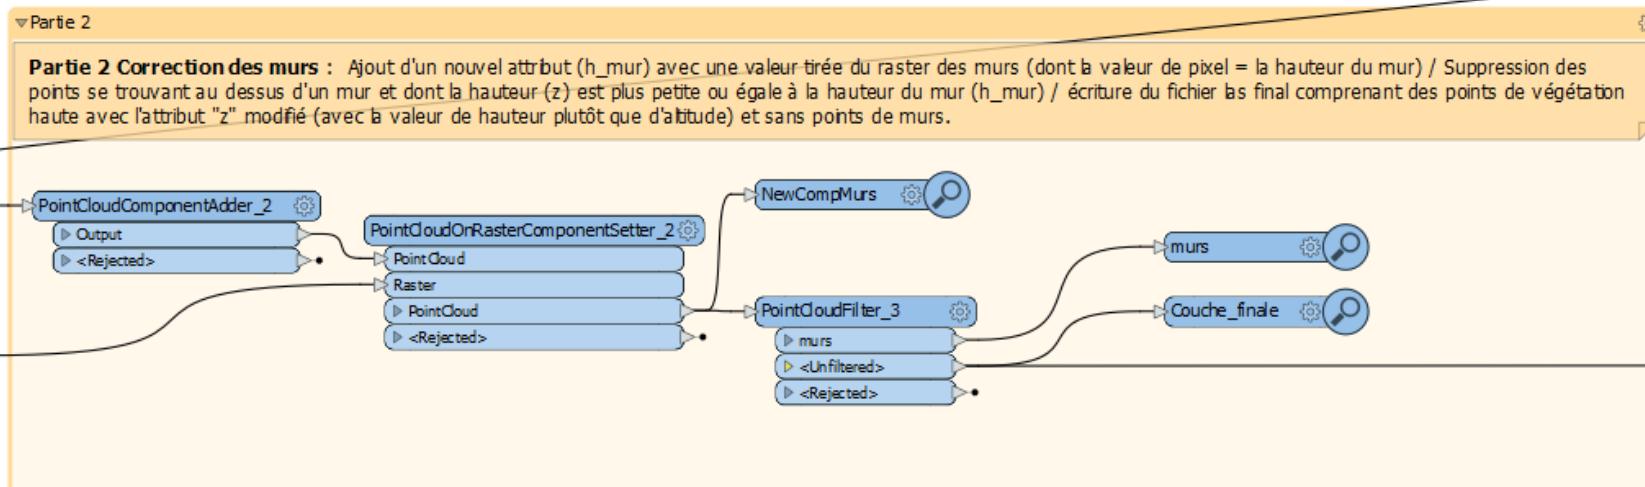 Partie 2
Partie 2 Correction des murs : Ajout d'un nouvel attribut (h_mur) avec une valeur tirée du raster des murs (dont la valeur de pixel = la hauteur du mur) / Suppression des
points se trouvant au dessus d'un mur et dont la hauteur (z) est plus petite ou égale à la hauteur du mur (h_mur) / écriture du fichier las final comprenant des points de végétation
haute avec l'attribut "z" modifié (avec la valeur de hauteur plutôt que d'altitude) et sans points de murs.
PointCloudComponentAdder_2
Output
<Rejected>
PointCloudOnRasterComponentSetter_2
PointCloud
Raster
PointCloud
<Rejected>
NewCompMurs
PointCloudFilter_3
murs
<Unfiltered>
<Rejected>
murs
Couche_finale